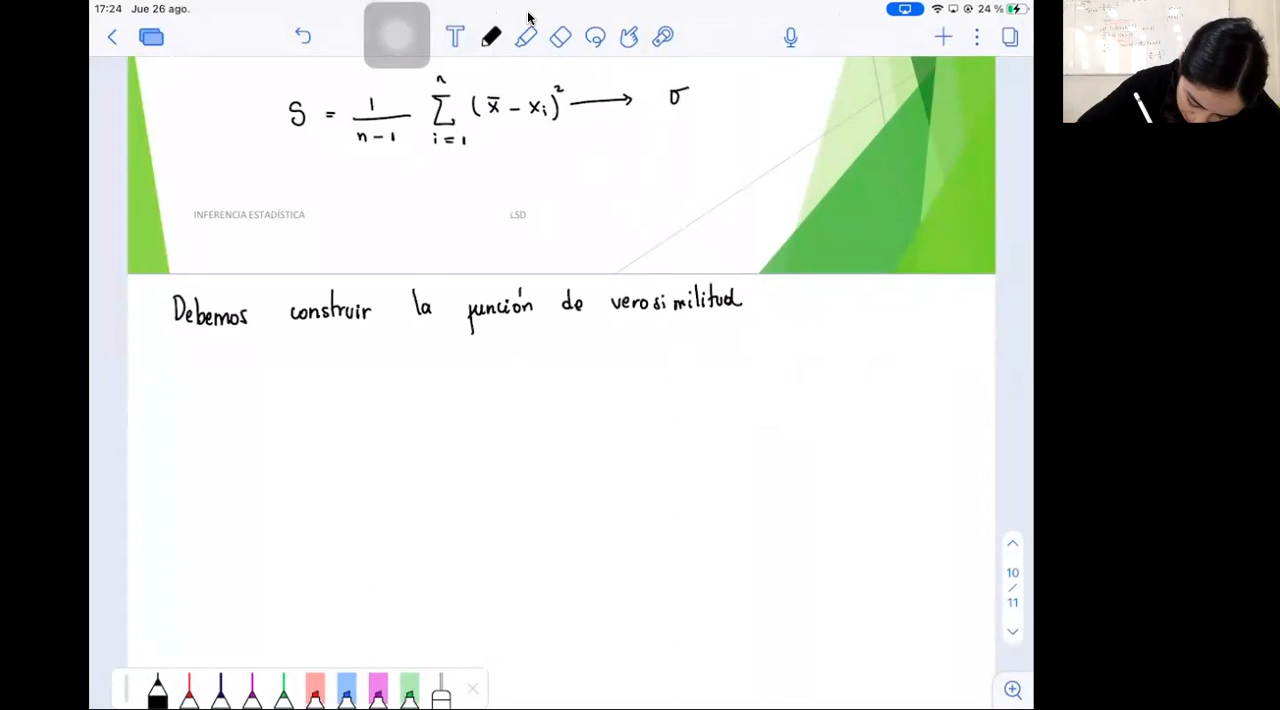 17:24 Jue 26 ago. 24 %
T
S = 1/(n-1) n Σ i=1 (x̄ - xi)² → σ
INFERENCIA ESTADÍSTICA LSD
Debemos construir la función de verosimilitud
10
/
11